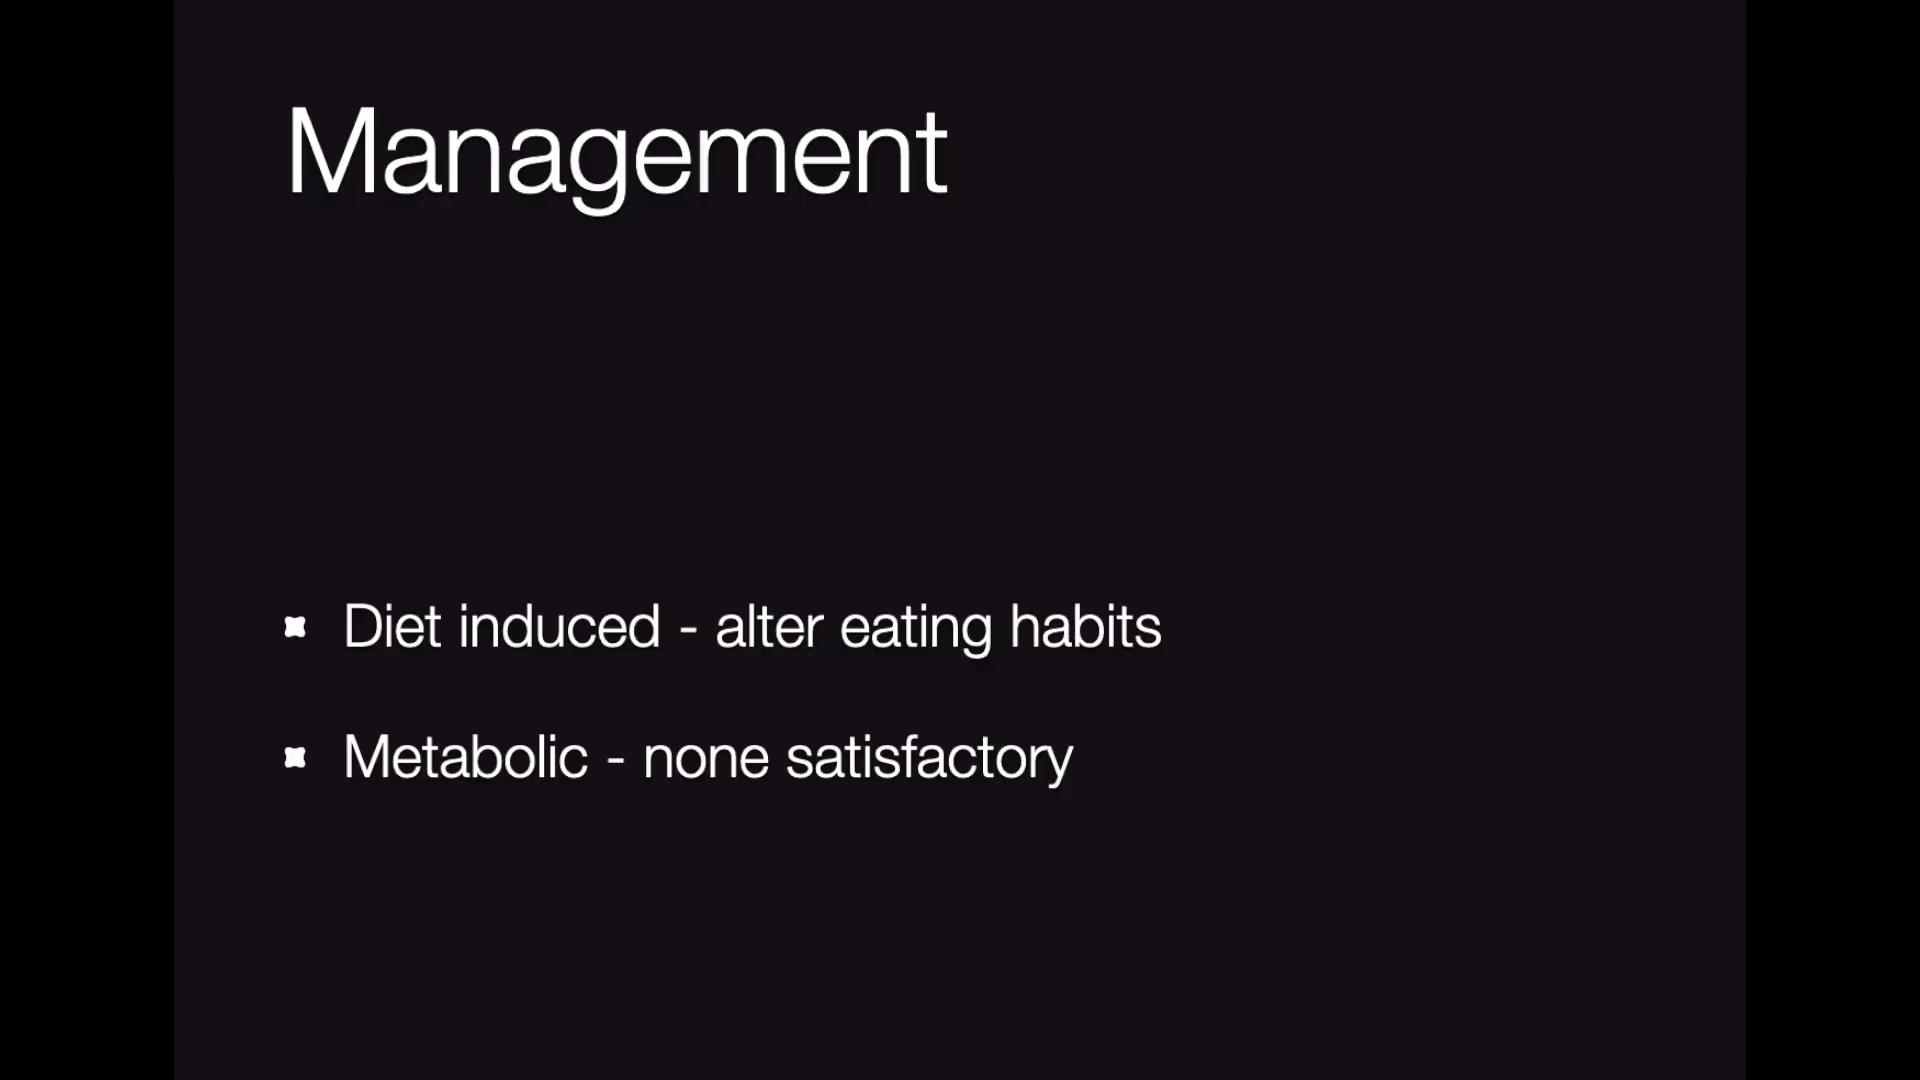 Management
Diet induced - alter eating habits
Metabolic - none satisfactory